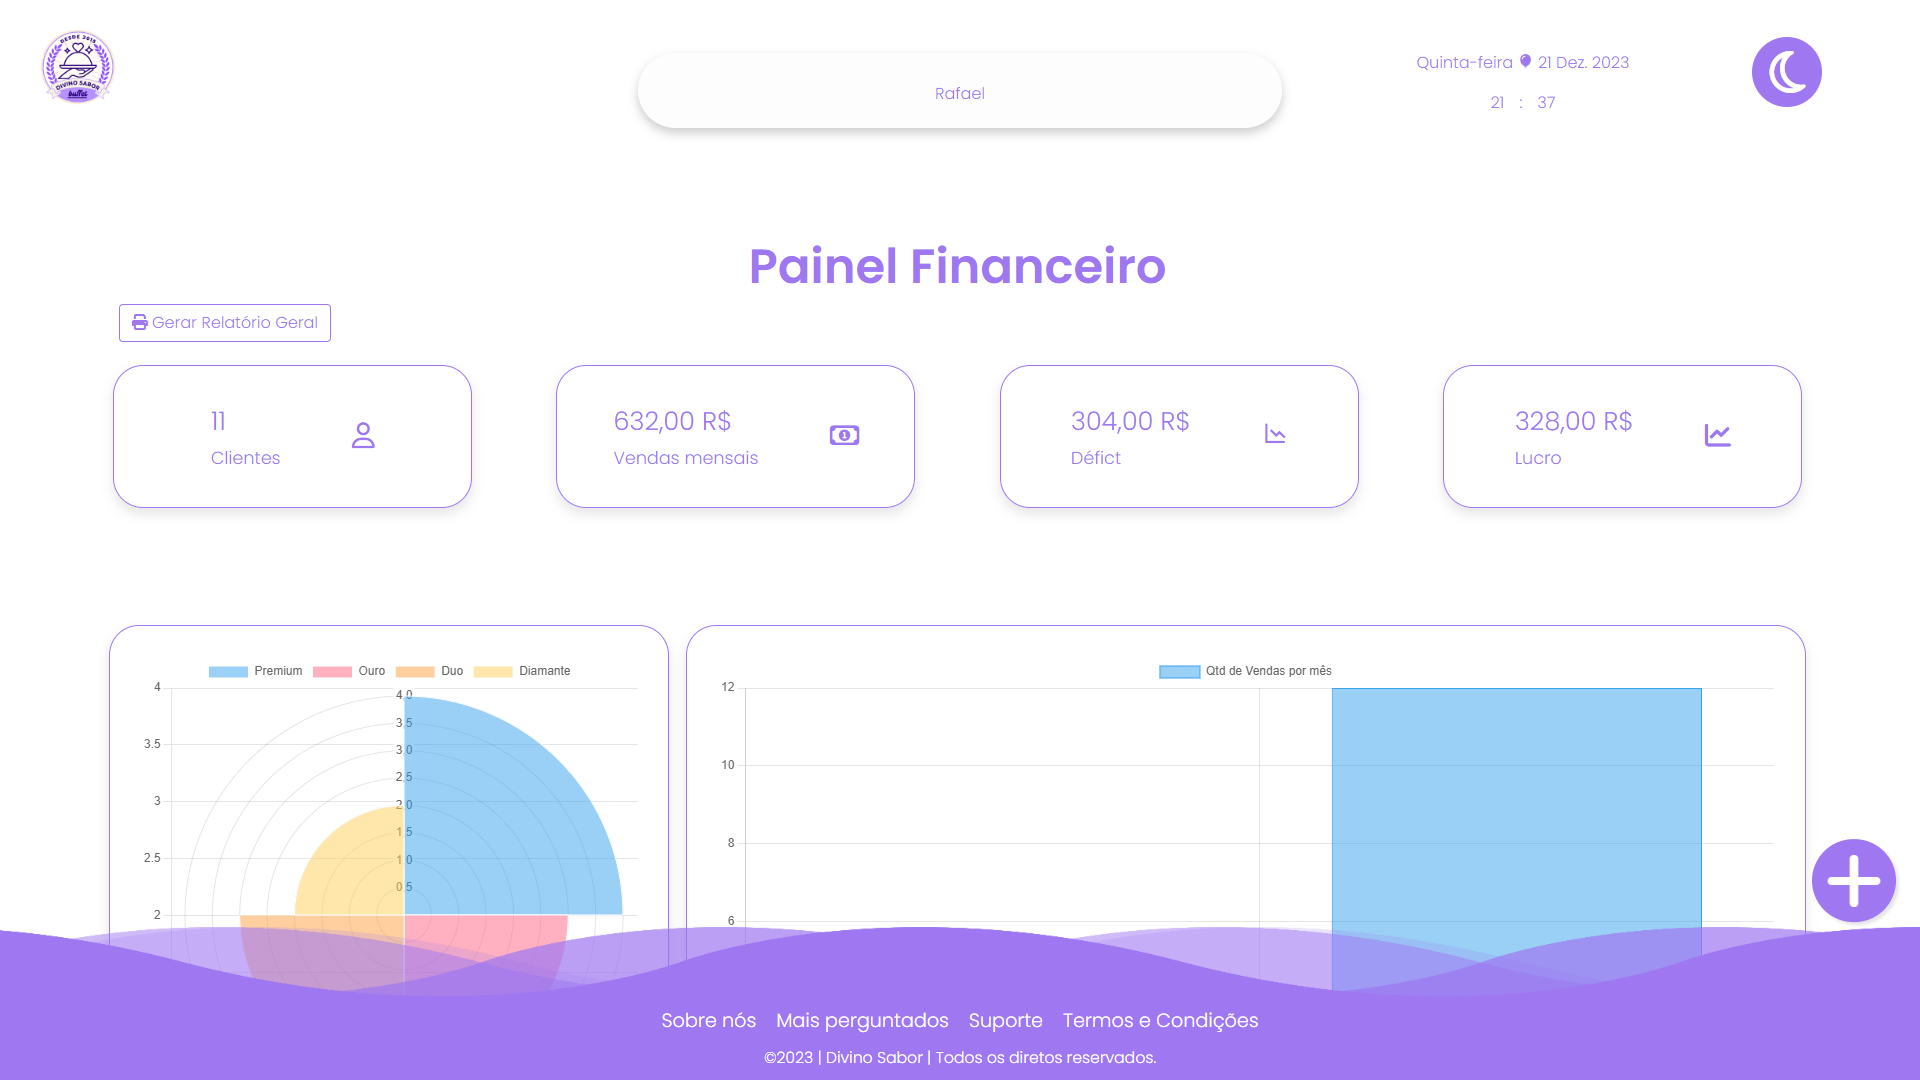 DESDE 2015
DIVINO SABOR
buffet
Rafael
Quinta-feira 21 Dez. 2023
21 : 37
Painel Financeiro
Gerar Relatório Geral
11
Clientes
632,00 R$
Vendas mensais
304,00 R$
Défict
328,00 R$
Lucro
Premium Ouro Duo Diamante
4
3.5
3
2.5
2
4.0
3.5
3.0
2.5
2.0
1.5
1.0
0.5
Qtd de Vendas por mês
12
10
8
6
Sobre nós Mais perguntados Suporte Termos e Condições
©2023 | Divino Sabor | Todos os diretos reservados.